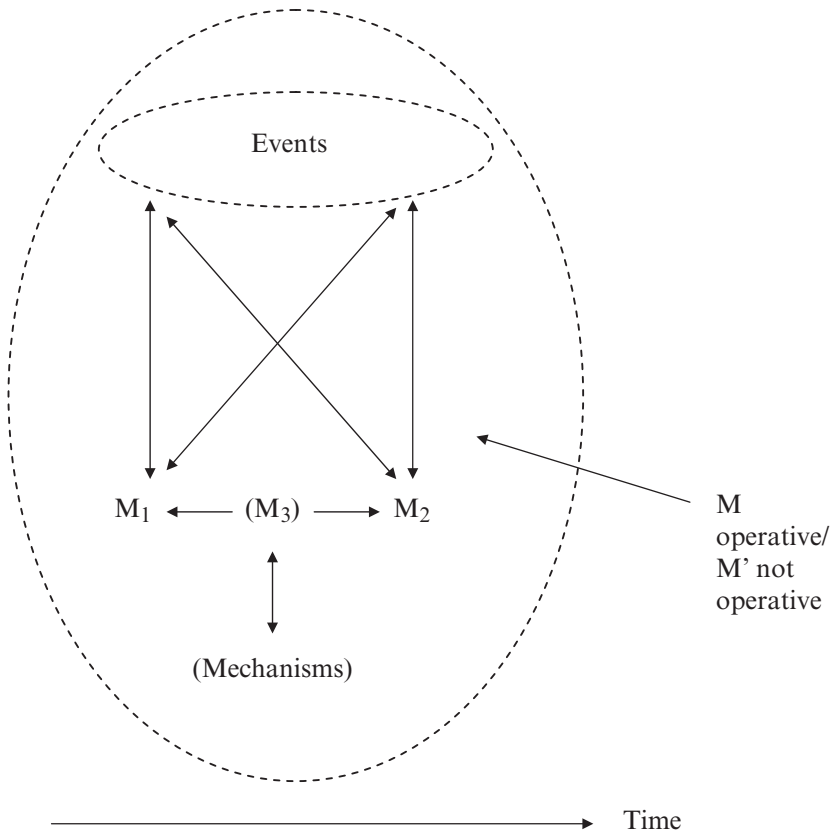 Events
M₁ (M₃) M₂
M
operative/
M’ not
operative
(Mechanisms)
Time